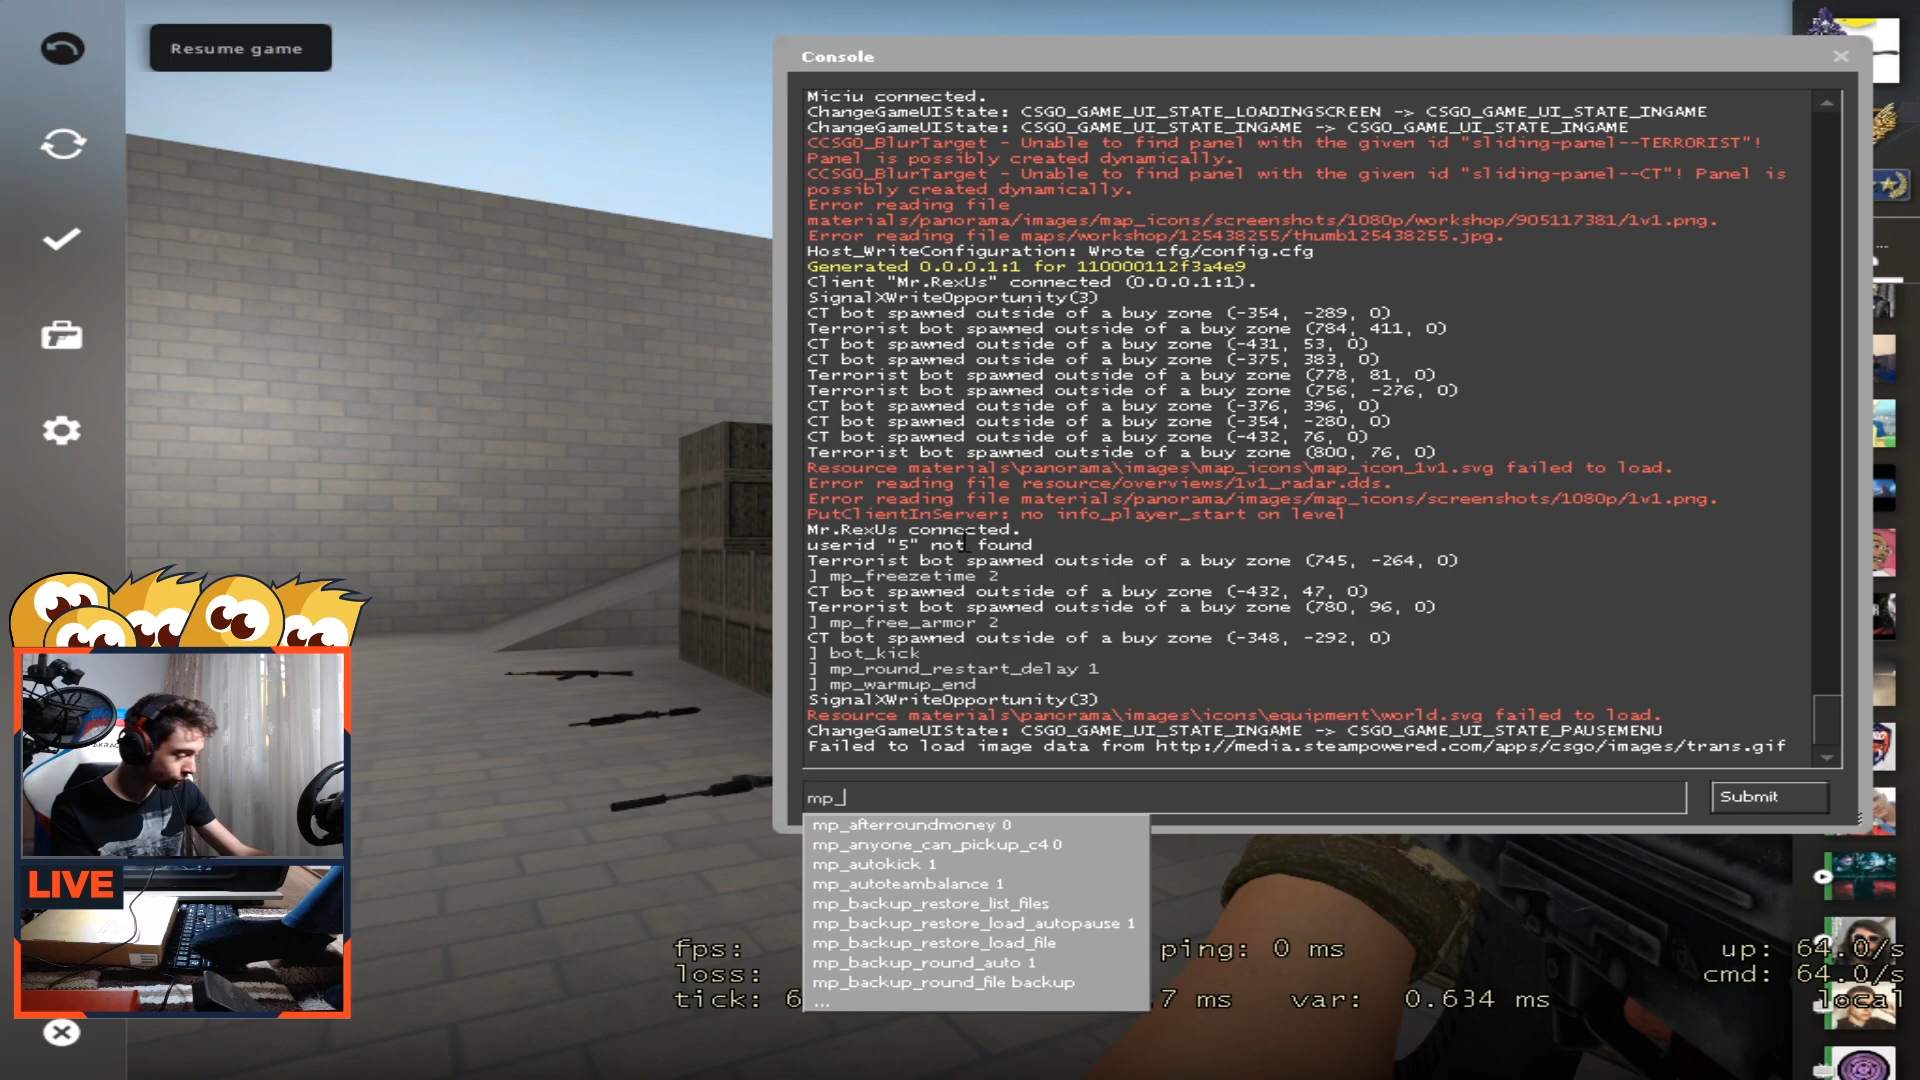 Resume game
Console
Miciu connected.
ChangeGameUIState: CSGO_GAME_UI_STATE_LOADINGSCREEN -> CSGO_GAME_UI_STATE_INGAME
ChangeGameUIState: CSGO_GAME_UI_STATE_INGAME -> CSGO_GAME_UI_STATE_INGAME
CCSGO_BlurTarget - Unable to find panel with the given id "sliding-panel--TERRORIST"!
Panel is possibly created dynamically.
CCSGO_BlurTarget - Unable to find panel with the given id "sliding-panel--CT"! Panel is
possibly created dynamically.
Error reading file
materials/panorama/images/map_icons/screenshots/1080p/workshop/905117381/1v1.png.
Error reading file maps/workshop/125438255/thumb125438255.jpg.
Host_WriteConfiguration: Wrote cfg/config.cfg
Generated 0.0.0.1:1 for 110000112f3a4e9
Client "Mr.RexUs" connected (0.0.0.1:1).
SignalXWriteOpportunity(3)
CT bot spawned outside of a buy zone (-354, -289, 0)
Terrorist bot spawned outside of a buy zone (784, 411, 0)
CT bot spawned outside of a buy zone (-431, 53, 0)
CT bot spawned outside of a buy zone (-375, 383, 0)
Terrorist bot spawned outside of a buy zone (778, 81, 0)
Terrorist bot spawned outside of a buy zone (756, -276, 0)
CT bot spawned outside of a buy zone (-376, 396, 0)
CT bot spawned outside of a buy zone (-354, -280, 0)
CT bot spawned outside of a buy zone (-432, 76, 0)
Terrorist bot spawned outside of a buy zone (800, 76, 0)
Resource materials\panorama\images\map_icons\map_icon_1v1.svg failed to load.
Error reading file resource/overviews/1v1_radar.dds.
Error reading file materials/panorama/images/map_icons/screenshots/1080p/1v1.png.
PutClientInServer: no info_player_start on level
Mr.RexUs connected.
userid "5" not found
Terrorist bot spawned outside of a buy zone (745, -264, 0)
] mp_freezetime 2
CT bot spawned outside of a buy zone (-432, 47, 0)
Terrorist bot spawned outside of a buy zone (780, 96, 0)
] mp_free_armor 2
CT bot spawned outside of a buy zone (-348, -292, 0)
] bot_kick
] mp_round_restart_delay 1
] mp_warmup_end
SignalXWriteOpportunity(3)
Resource materials\panorama\images\icons\equipment\world.svg failed to load.
ChangeGameUIState: CSGO_GAME_UI_STATE_INGAME -> CSGO_GAME_UI_STATE_PAUSEMENU
Failed to load image data from http://media.steampowered.com/apps/csgo/images/trans.gif
mp_
Submit
mp_afterroundmoney 0
mp_anyone_can_pickup_c4 0
mp_autokick 1
mp_autoteambalance 1
mp_backup_restore_list_files
mp_backup_restore_load_autopause 1
mp_backup_restore_load_file
mp_backup_round_auto 1
mp_backup_round_file backup
...
LIVE
fps: ping: 0 ms up: 64.0/s
loss: cmd: 64.0/s
tick: 6 7 ms var: 0.634 ms local